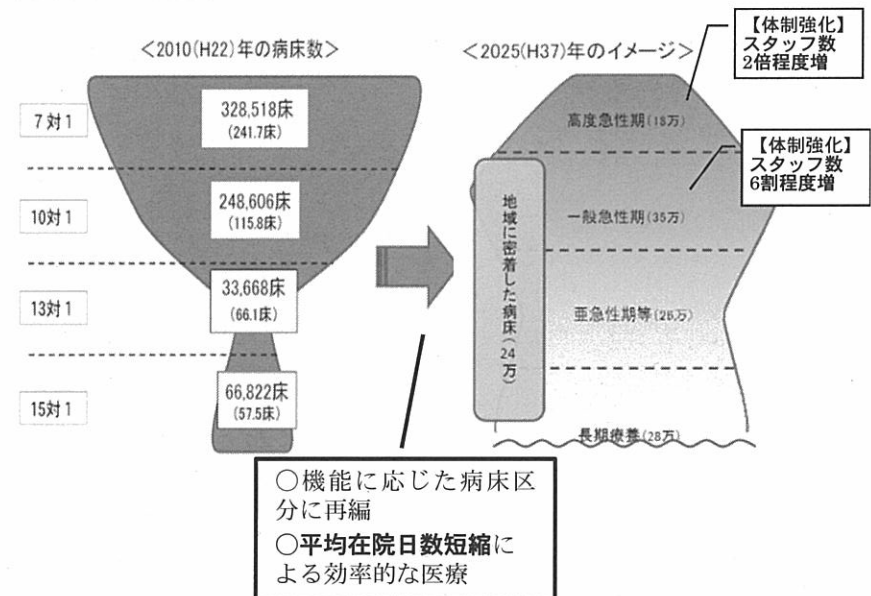 ＜2010(H22)年の病床数＞
7対1
328,518床
(241.7床)
10対1
248,606床
(115.8床)
13対1
33,668床
(66.1床)
15対1
66,822床
(57.5床)
＜2025(H37)年のイメージ＞
【体制強化】
スタッフ数
2倍程度増
高度急性期(18万)
【体制強化】
スタッフ数
6割程度増
一般急性期(35万)
地域に密着した病床(24万)
亜急性期等(26万)
長期療養(28万)
○機能に応じた病床区
分に再編
○平均在院日数短縮に
よる効率的な医療